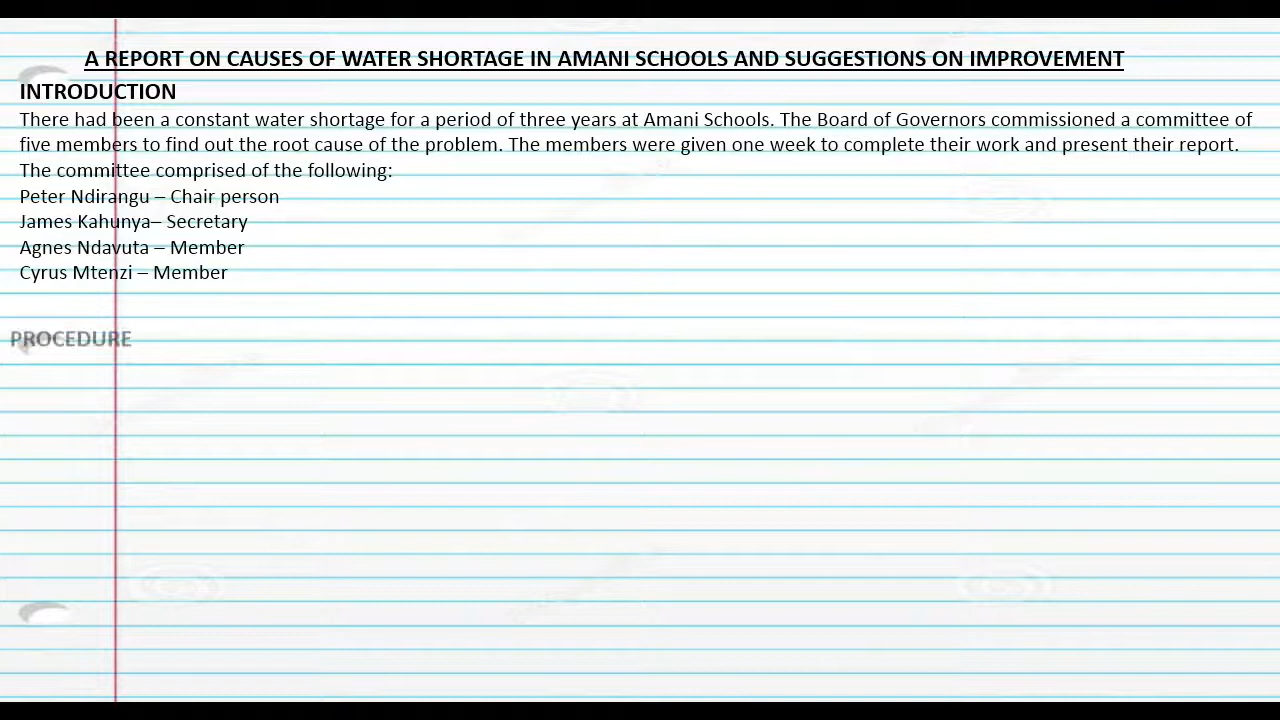 A REPORT ON CAUSES OF WATER SHORTAGE IN AMANI SCHOOLS AND SUGGESTIONS ON IMPROVEMENT
INTRODUCTION
There had been a constant water shortage for a period of three years at Amani Schools. The Board of Governors commissioned a committee of
five members to find out the root cause of the problem. The members were given one week to complete their work and present their report.
The committee comprised of the following:
Peter Ndirangu – Chair person
James Kahunya– Secretary
Agnes Ndavuta – Member
Cyrus Mtenzi – Member
PROCEDURE